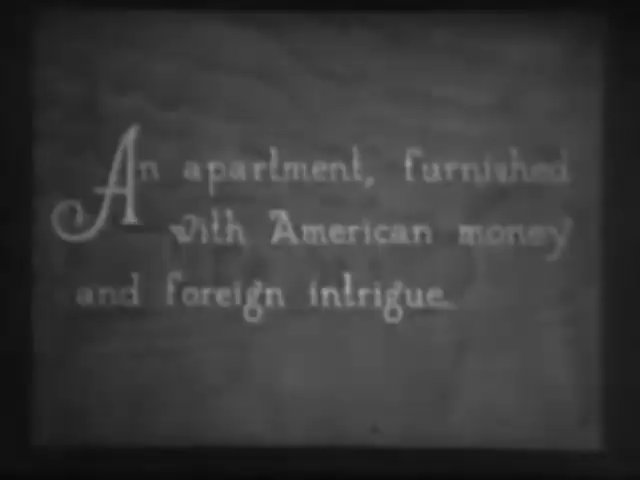 An apartment, furnished
with American money
and foreign intrigue.